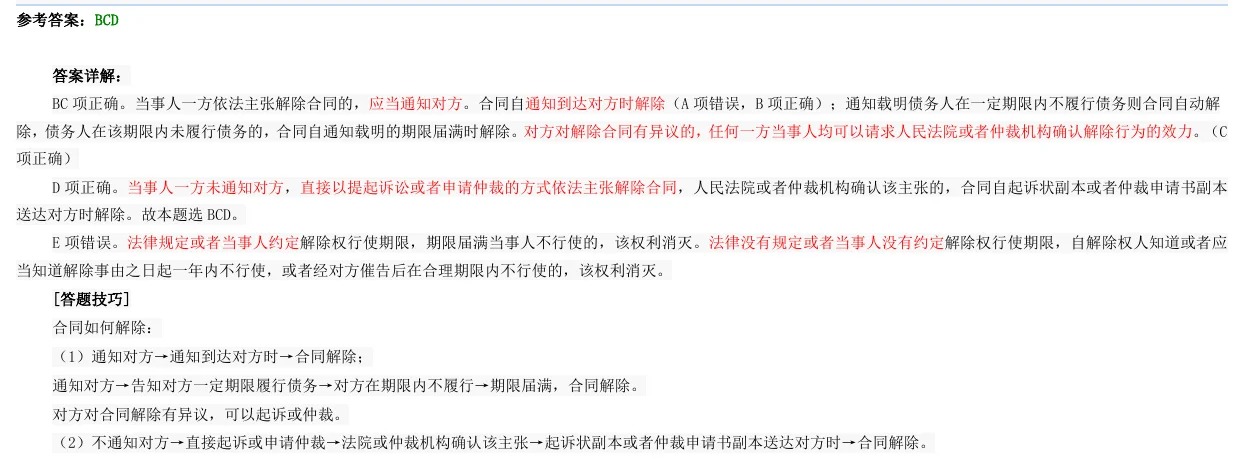 参考答案：BCD
答案详解：
BC 项正确。当事人一方依法主张解除合同的，应当通知对方。合同自通知到达对方时解除（A 项错误，B 项正确）；通知载明债务人在一定期限内不履行债务则合同自动解
除，债务人在该期限内未履行债务的，合同自通知载明的期限届满时解除。对方对解除合同有异议的，任何一方当事人均可以请求人民法院或者仲裁机构确认解除行为的效力。（C
项正确）
D 项正确。当事人一方未通知对方，直接以提起诉讼或者申请仲裁的方式依法主张解除合同，人民法院或者仲裁机构确认该主张的，合同自起诉状副本或者仲裁申请书副本
送达对方时解除。故本题选 BCD。
E 项错误。法律规定或者当事人约定解除权行使期限，期限届满当事人不行使的，该权利消灭。法律没有规定或者当事人没有约定解除权行使期限，自解除权人知道或者应
当知道解除事由之日起一年内不行使，或者经对方催告后在合理期限内不行使的，该权利消灭。
[答题技巧]
合同如何解除：
（1）通知对方→通知到达对方时→合同解除；
通知对方→告知对方一定期限履行债务→对方在期限内不履行→期限届满，合同解除。
对方对合同解除有异议，可以起诉或仲裁。
（2）不通知对方→直接起诉或申请仲裁→法院或仲裁机构确认该主张→起诉状副本或者仲裁申请书副本送达对方时→合同解除。